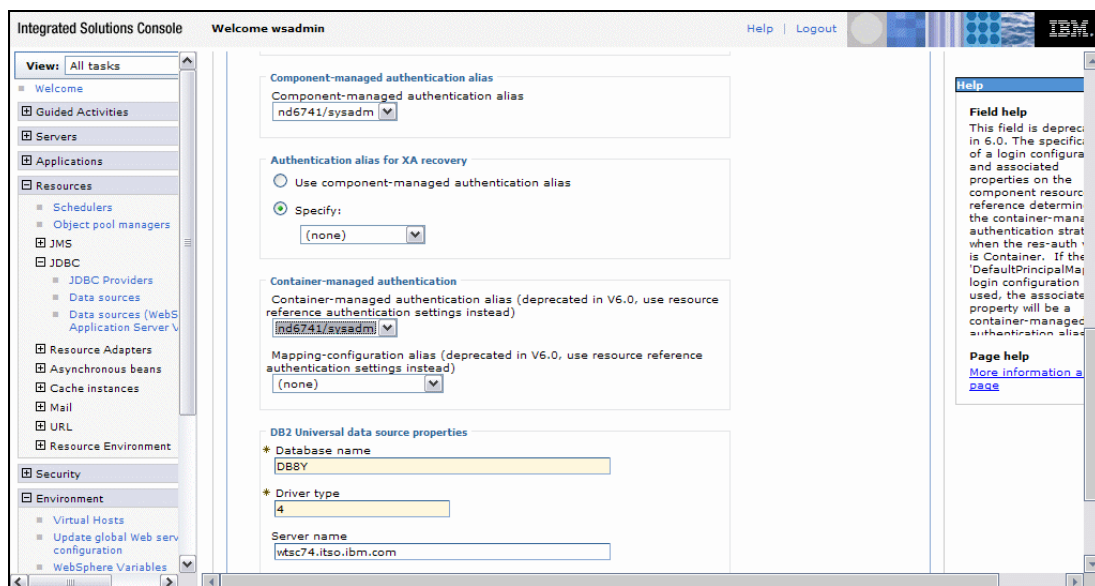 Integrated Solutions Console
Welcome wsadmin
Help | Logout
IBM.
View: All tasks
Welcome
Guided Activities
Servers
Applications
Resources
Schedulers
Object pool managers
JMS
JDBC
JDBC Providers
Data sources
Data sources (WebS
Application Server V
Resource Adapters
Asynchronous beans
Cache instances
Mail
URL
Resource Environment
Security
Environment
Virtual Hosts
Update global Web serv
configuration
WebSphere Variables
Component-managed authentication alias
Component-managed authentication alias
nd6741/sysadm
Authentication alias for XA recovery
Use component-managed authentication alias
Specify:
(none)
Container-managed authentication
Container-managed authentication alias (deprecated in V6.0, use resource
reference authentication settings instead)
nd6741/sysadm
Mapping-configuration alias (deprecated in V6.0, use resource reference
authentication settings instead)
(none)
DB2 Universal data source properties
* Database name
DB8Y
* Driver type
4
Server name
wtsc74.itso.ibm.com
Help
Field help
This field is depreca
in 6.0. The specifica
of a login configura
and associated
properties on the
component resourc
reference determin
the container-mana
authentication strat
when the res-auth v
is Container. If the
'DefaultPrincipalMap
login configuration
used, the associate
property will be a
container-managed
authentication alias
Page help
More information a
page